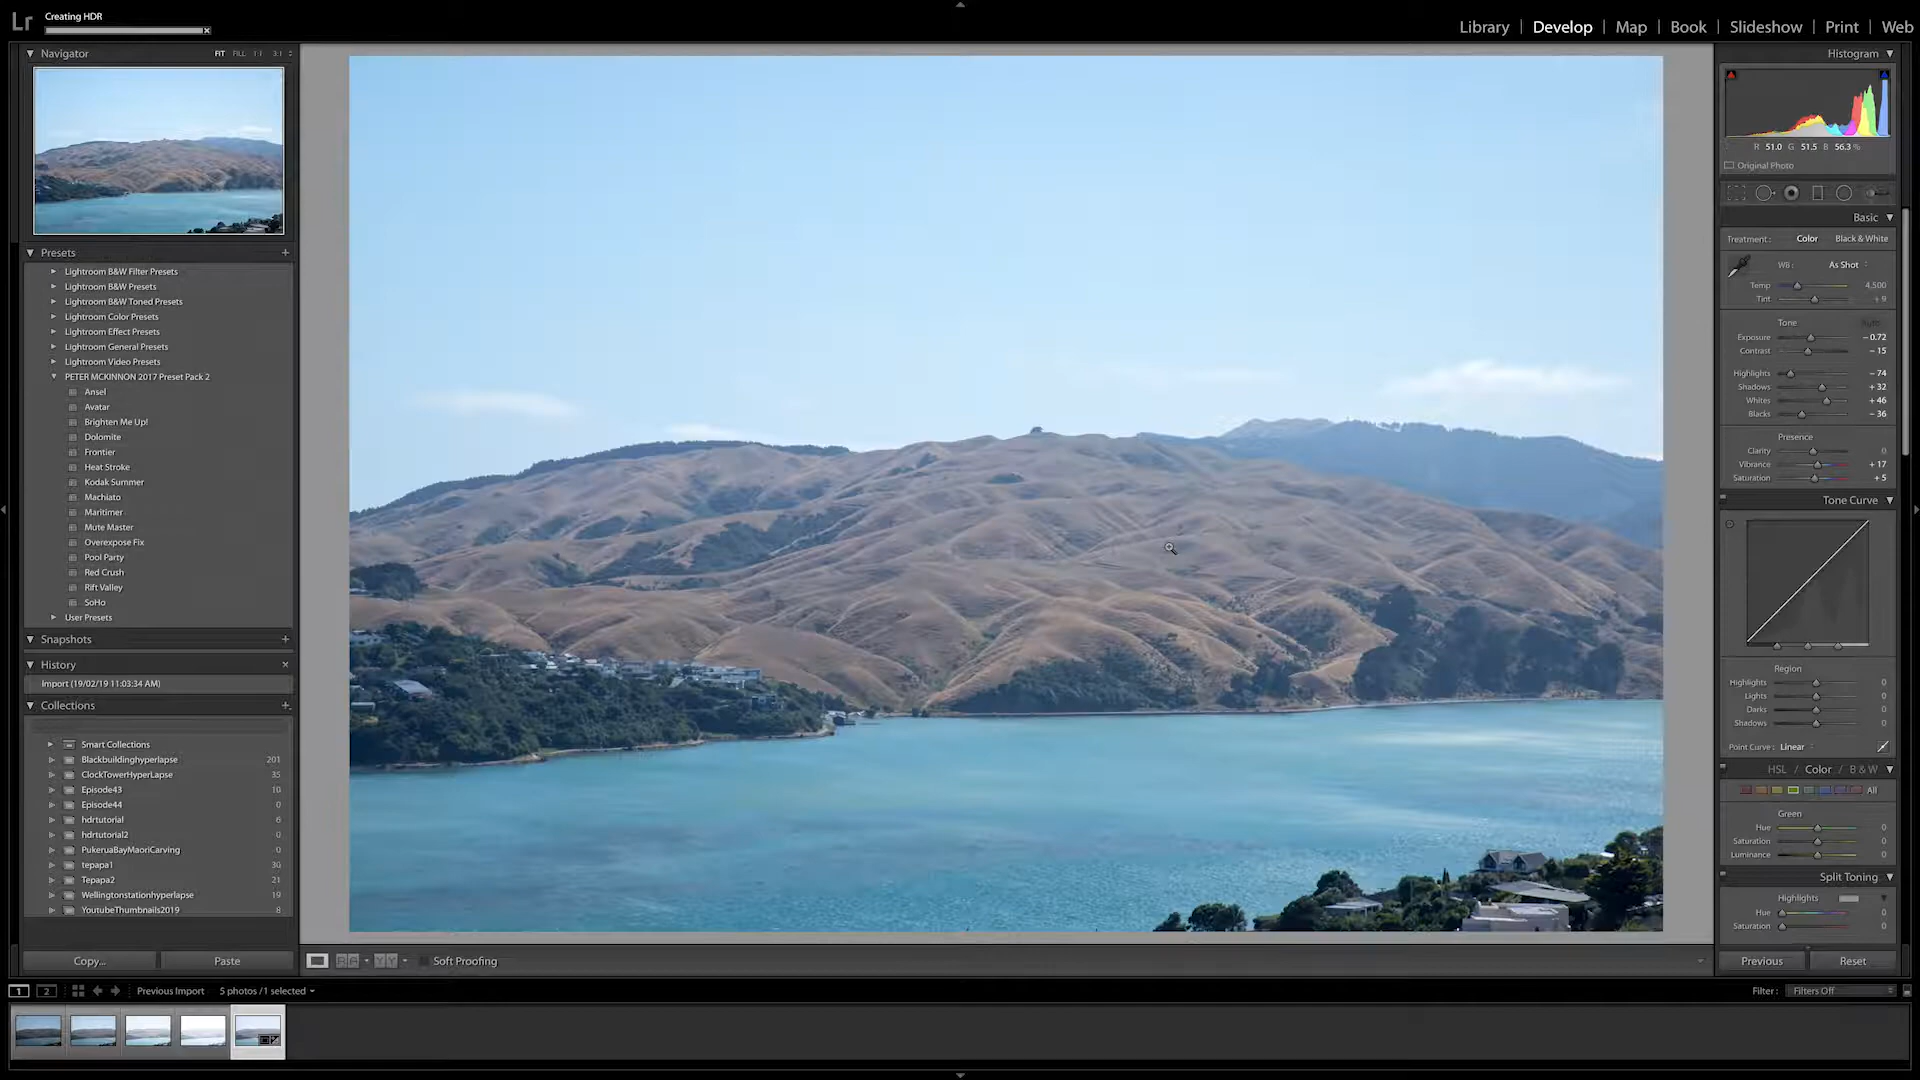 Lr
Creating HDR
Library | Develop | Map | Book | Slideshow | Print | Web
Navigator FIT FILL 1:1 3:1
Presets +
Lightroom B&W Filter Presets
Lightroom B&W Presets
Lightroom B&W Toned Presets
Lightroom Color Presets
Lightroom Effect Presets
Lightroom General Presets
Lightroom Video Presets
PETER MCKINNON 2017 Preset Pack 2
Ansel
Avatar
Brighten Me Up!
Dolomite
Frontier
Heat Stroke
Kodak Summer
Machiato
Maritimer
Mute Master
Overexpose Fix
Pool Party
Red Crush
Rift Valley
SoHo
User Presets
Snapshots +
History ×
Import (19/02/19 11:03:34 AM)
Collections +
Smart Collections
Blackbuildinghyperlapse 201
ClockTowerHyperLapse 35
Episode43 10
Episode44 0
hdrtutorial 6
hdrtutorial2 0
PukeruaBayMaoriCarving 0
tepapa1 30
Tepapa2 21
Wellingtonstationhyperlapse 19
YoutubeThumbnails2019 8
Copy... Paste
Soft Proofing
Histogram
R 51.0 G 51.5 B 56.3 %
Original Photo
Basic
Treatment : Color Black & White
WB : As Shot
Temp 4,500
Tint + 9
Tone Auto
Exposure − 0.72
Contrast − 15
Highlights − 74
Shadows + 32
Whites + 46
Blacks − 36
Presence
Clarity 0
Vibrance + 17
Saturation + 5
Tone Curve
Region
Highlights 0
Lights 0
Darks 0
Shadows 0
Point Curve : Linear
HSL / Color / B & W
All
Green
Hue 0
Saturation 0
Luminance 0
Split Toning
Highlights
Hue 0
Saturation 0
Previous Reset
1 2 Previous Import 5 photos / 1 selected
Filter : Filters Off